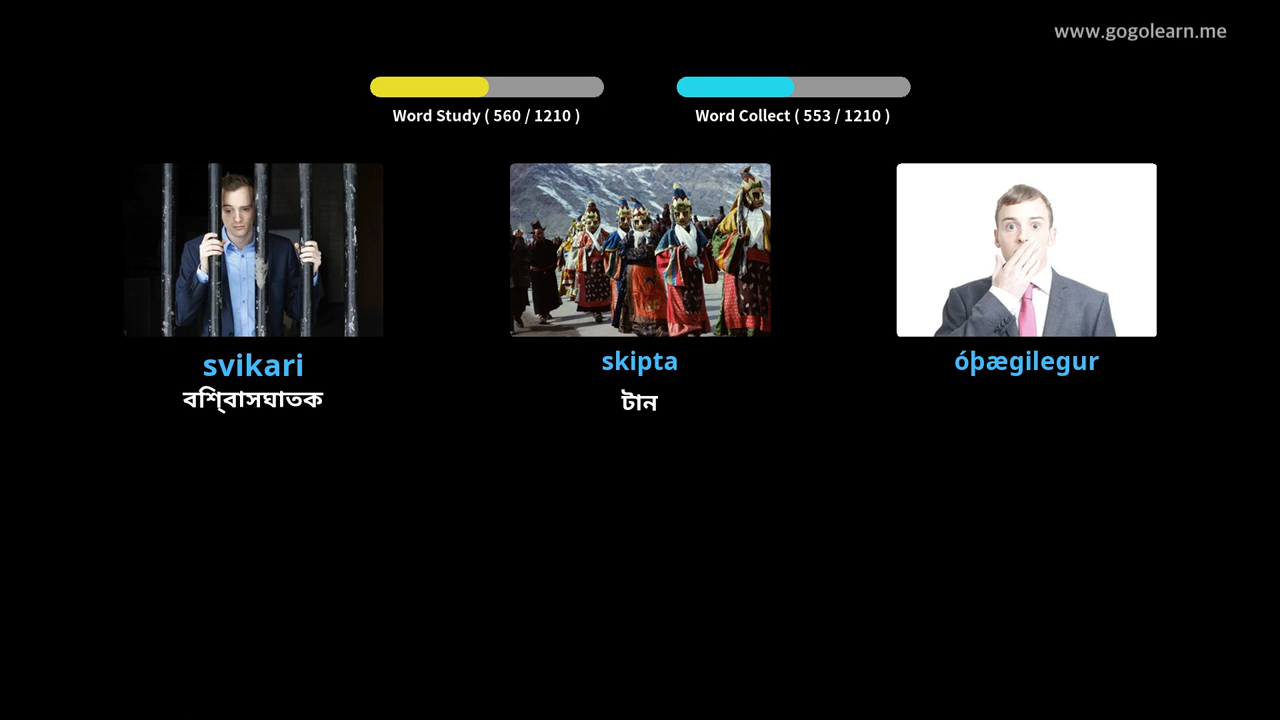 www.gogolearn.me
Word Study ( 560 / 1210 )
Word Collect ( 553 / 1210 )
svikari
skipta
óþægilegur
বিশ্বাসঘাতক
টান